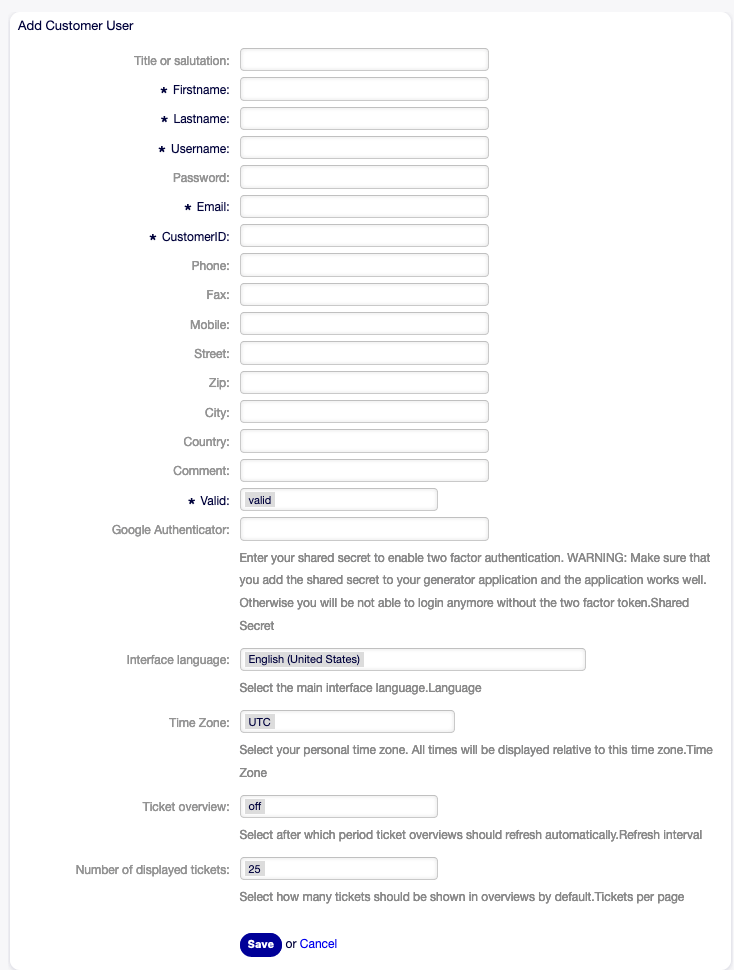 Add Customer User
Title or salutation:
* Firstname:
* Lastname:
* Username:
Password:
* Email:
* CustomerID:
Phone:
Fax:
Mobile:
Street:
Zip:
City:
Country:
Comment:
* Valid: valid
Google Authenticator:
Enter your shared secret to enable two factor authentication. WARNING: Make sure that
you add the shared secret to your generator application and the application works well.
Otherwise you will be not able to login anymore without the two factor token.Shared
Secret
Interface language: English (United States)
Select the main interface language.Language
Time Zone: UTC
Select your personal time zone. All times will be displayed relative to this time zone.Time
Zone
Ticket overview: off
Select after which period ticket overviews should refresh automatically.Refresh interval
Number of displayed tickets: 25
Select how many tickets should be shown in overviews by default.Tickets per page
Save or Cancel